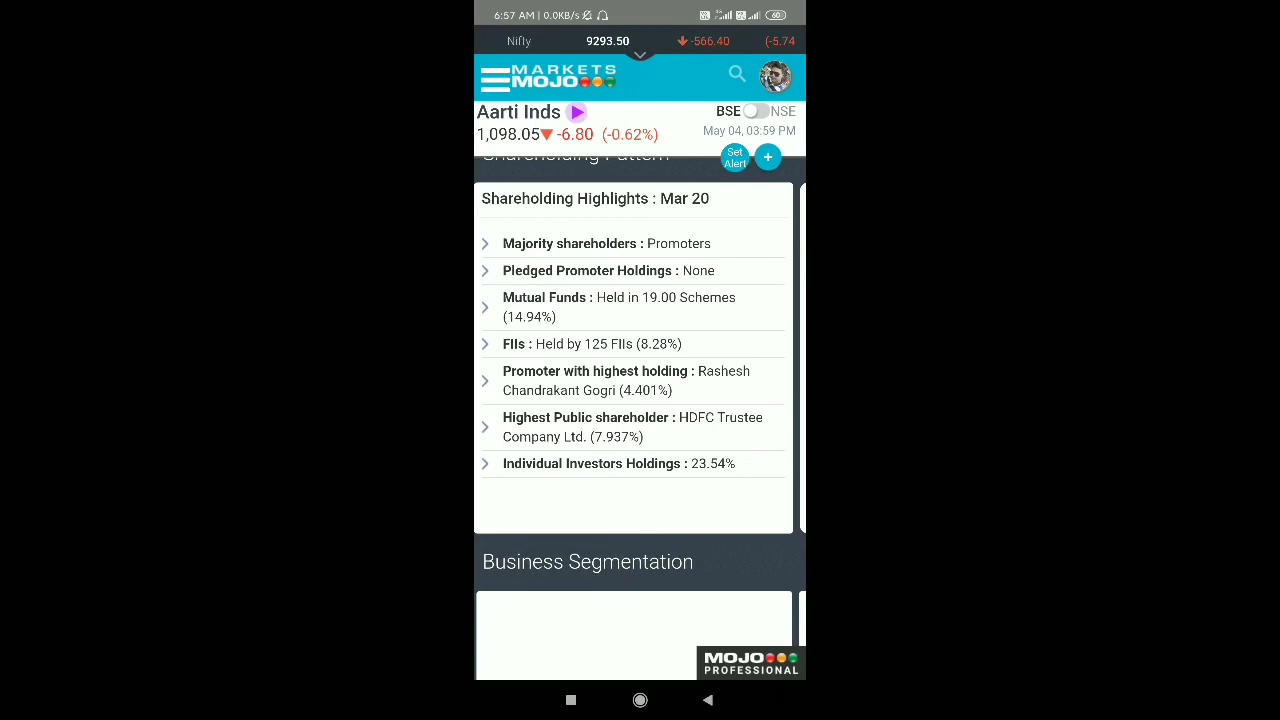 6:57 AM | 0.0KB/s 60
Nifty 9293.50 -566.40 (-5.74
MARKETS
MOJO
Aarti Inds BSE NSE
1,098.05 -6.80 (-0.62%) May 04, 03:59 PM
Shareholding Pattern Set Alert +
Shareholding Highlights : Mar 20
Majority shareholders : Promoters
Pledged Promoter Holdings : None
Mutual Funds : Held in 19.00 Schemes
(14.94%)
FIIs : Held by 125 FIIs (8.28%)
Promoter with highest holding : Rashesh
Chandrakant Gogri (4.401%)
Highest Public shareholder : HDFC Trustee
Company Ltd. (7.937%)
Individual Investors Holdings : 23.54%
Business Segmentation
MOJO
PROFESSIONAL